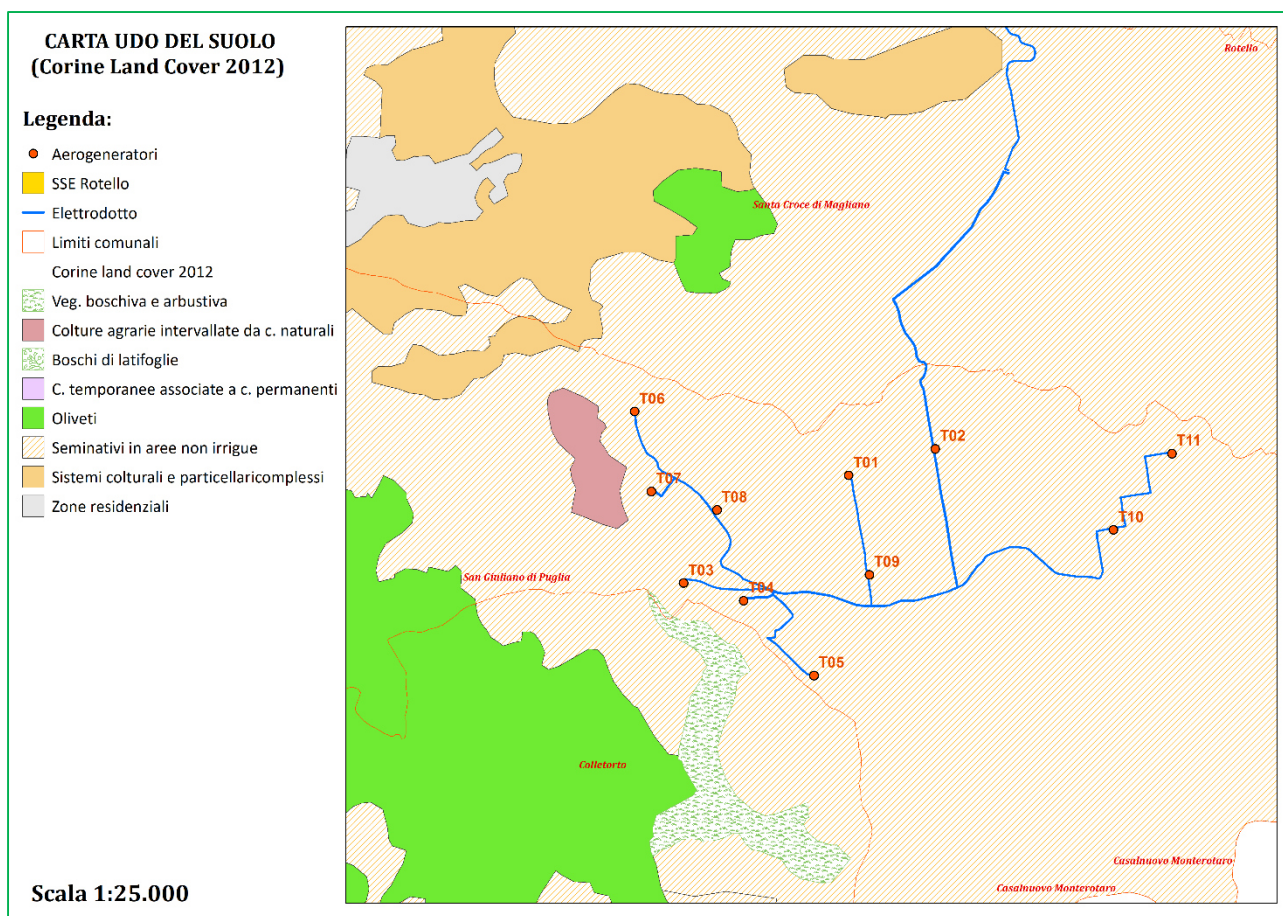 CARTA UDO DEL SUOLO
(Corine Land Cover 2012)
Legenda:
Aerogeneratori
SSE Rotello
Elettrodotto
Limiti comunali
Corine land cover 2012
Veg. boschiva e arbustiva
Colture agrarie intervallate da c. naturali
Boschi di latifoglie
C. temporanee associate a c. permanenti
Oliveti
Seminativi in aree non irrigue
Sistemi colturali e particellaricomplessi
Zone residenziali
Scala 1:25.000
Rotello
Santa Croce di Magliano
T06
T02
T11
T01
T07
T08
T10
T09
San Giuliano di Puglia
T03
T04
T05
Colletorto
Casalnuovo Monterotaro
Casalnuovo Monterotaro